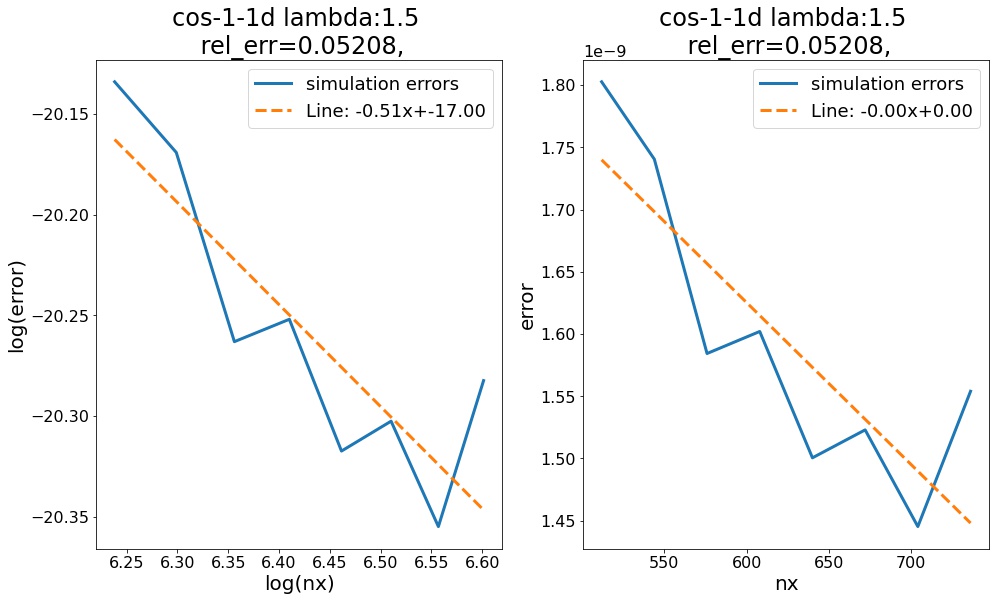 cos-1-1d lambda:1.5
rel_err=0.05208,
simulation errors
Line: -0.51x+-17.00
log(error)
−20.15
−20.20
−20.25
−20.30
−20.35
6.25 6.30 6.35 6.40 6.45 6.50 6.55 6.60
log(nx)
cos-1-1d lambda:1.5
rel_err=0.05208,
1e−9
simulation errors
Line: -0.00x+0.00
error
1.80
1.75
1.70
1.65
1.60
1.55
1.50
1.45
550 600 650 700
nx